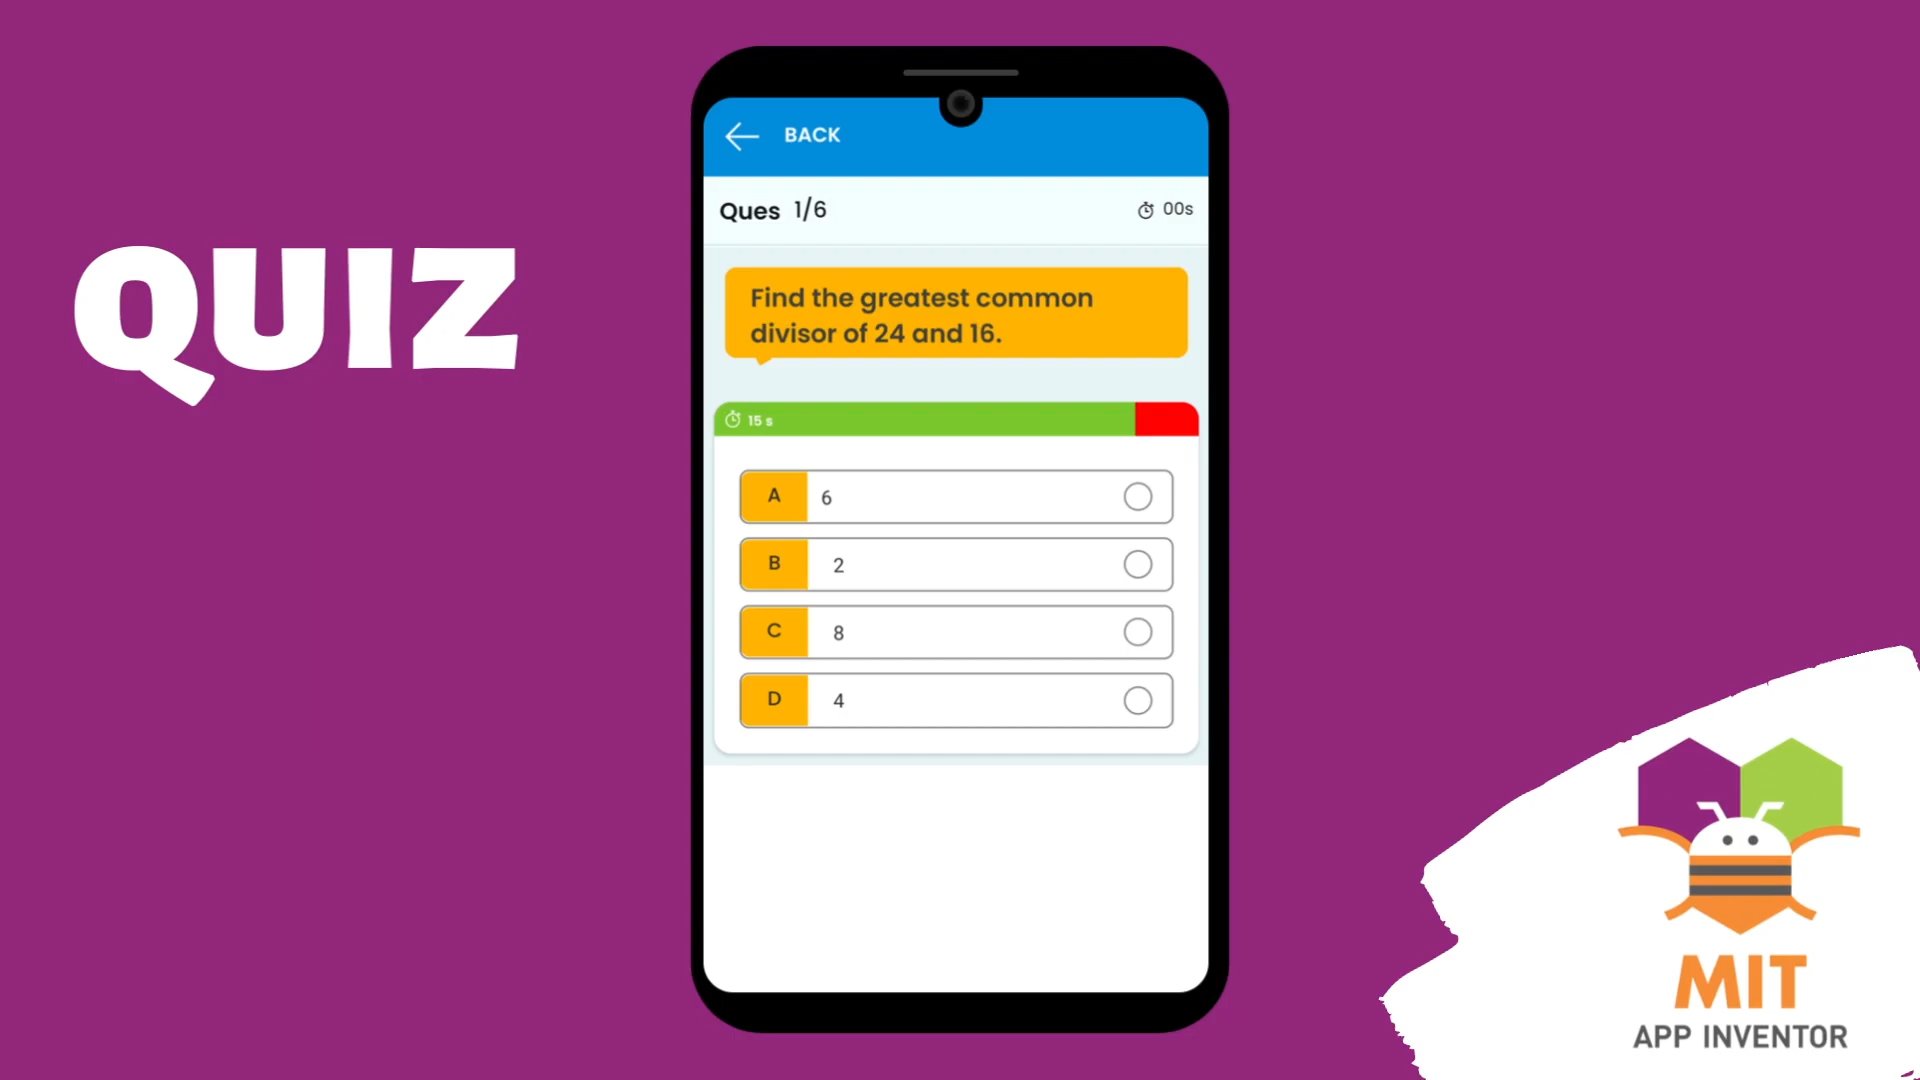 QUIZ
BACK
Ques 1/6
00s
Find the greatest common
divisor of 24 and 16.
15 s
A 6
B 2
C 8
D 4
MIT
APP INVENTOR